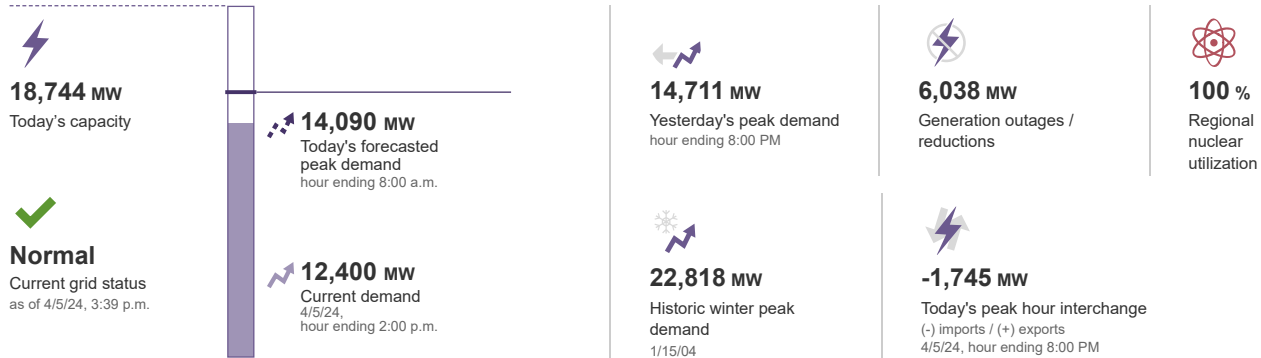 18,744 MW
Today's capacity
Normal
Current grid status
as of 4/5/24, 3:39 p.m.
14,090 MW
Today's forecasted
peak demand
hour ending 8:00 a.m.
12,400 MW
Current demand
4/5/24,
hour ending 2:00 p.m.
14,711 MW
Yesterday's peak demand
hour ending 8:00 PM
6,038 MW
Generation outages /
reductions
100 %
Regional
nuclear
utilization
22,818 MW
Historic winter peak
demand
1/15/04
-1,745 MW
Today's peak hour interchange
(-) imports / (+) exports
4/5/24, hour ending 8:00 PM